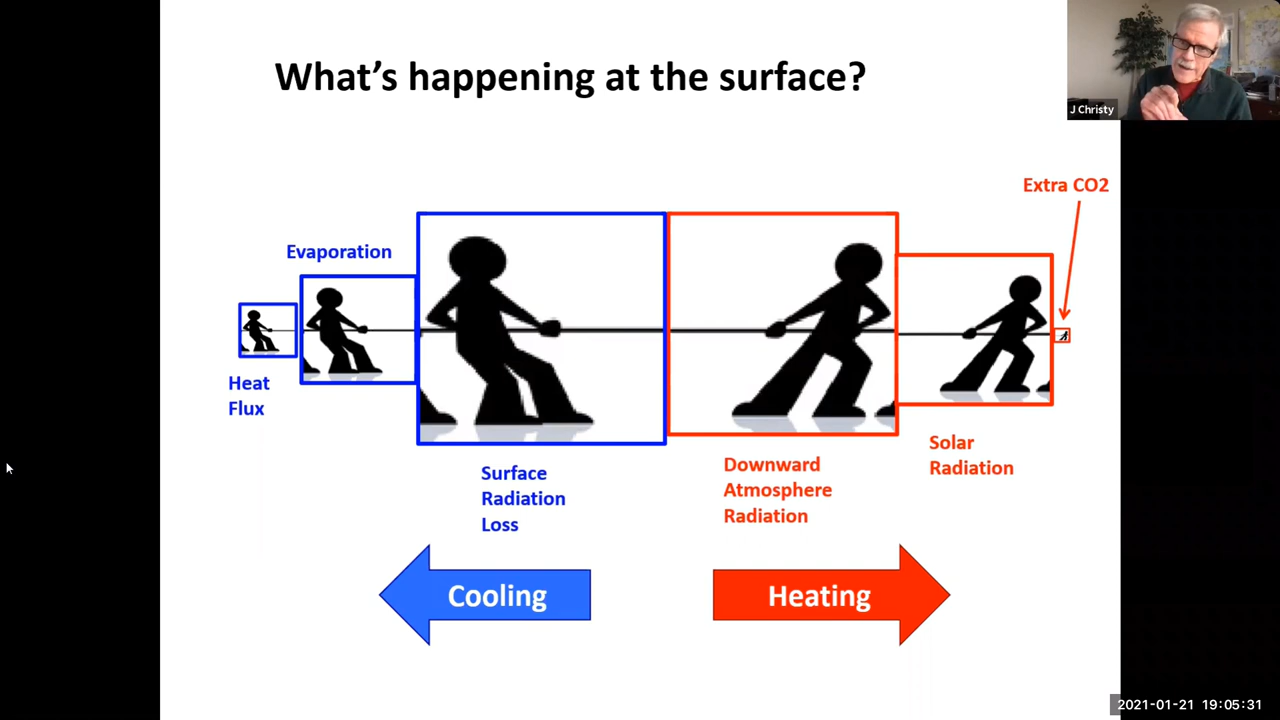 What's happening at the surface?
J Christy
Extra CO2
Evaporation
Heat
Flux
Surface
Radiation
Loss
Downward
Atmosphere
Radiation
Solar
Radiation
Cooling
Heating
2021-01-21 19:05:31